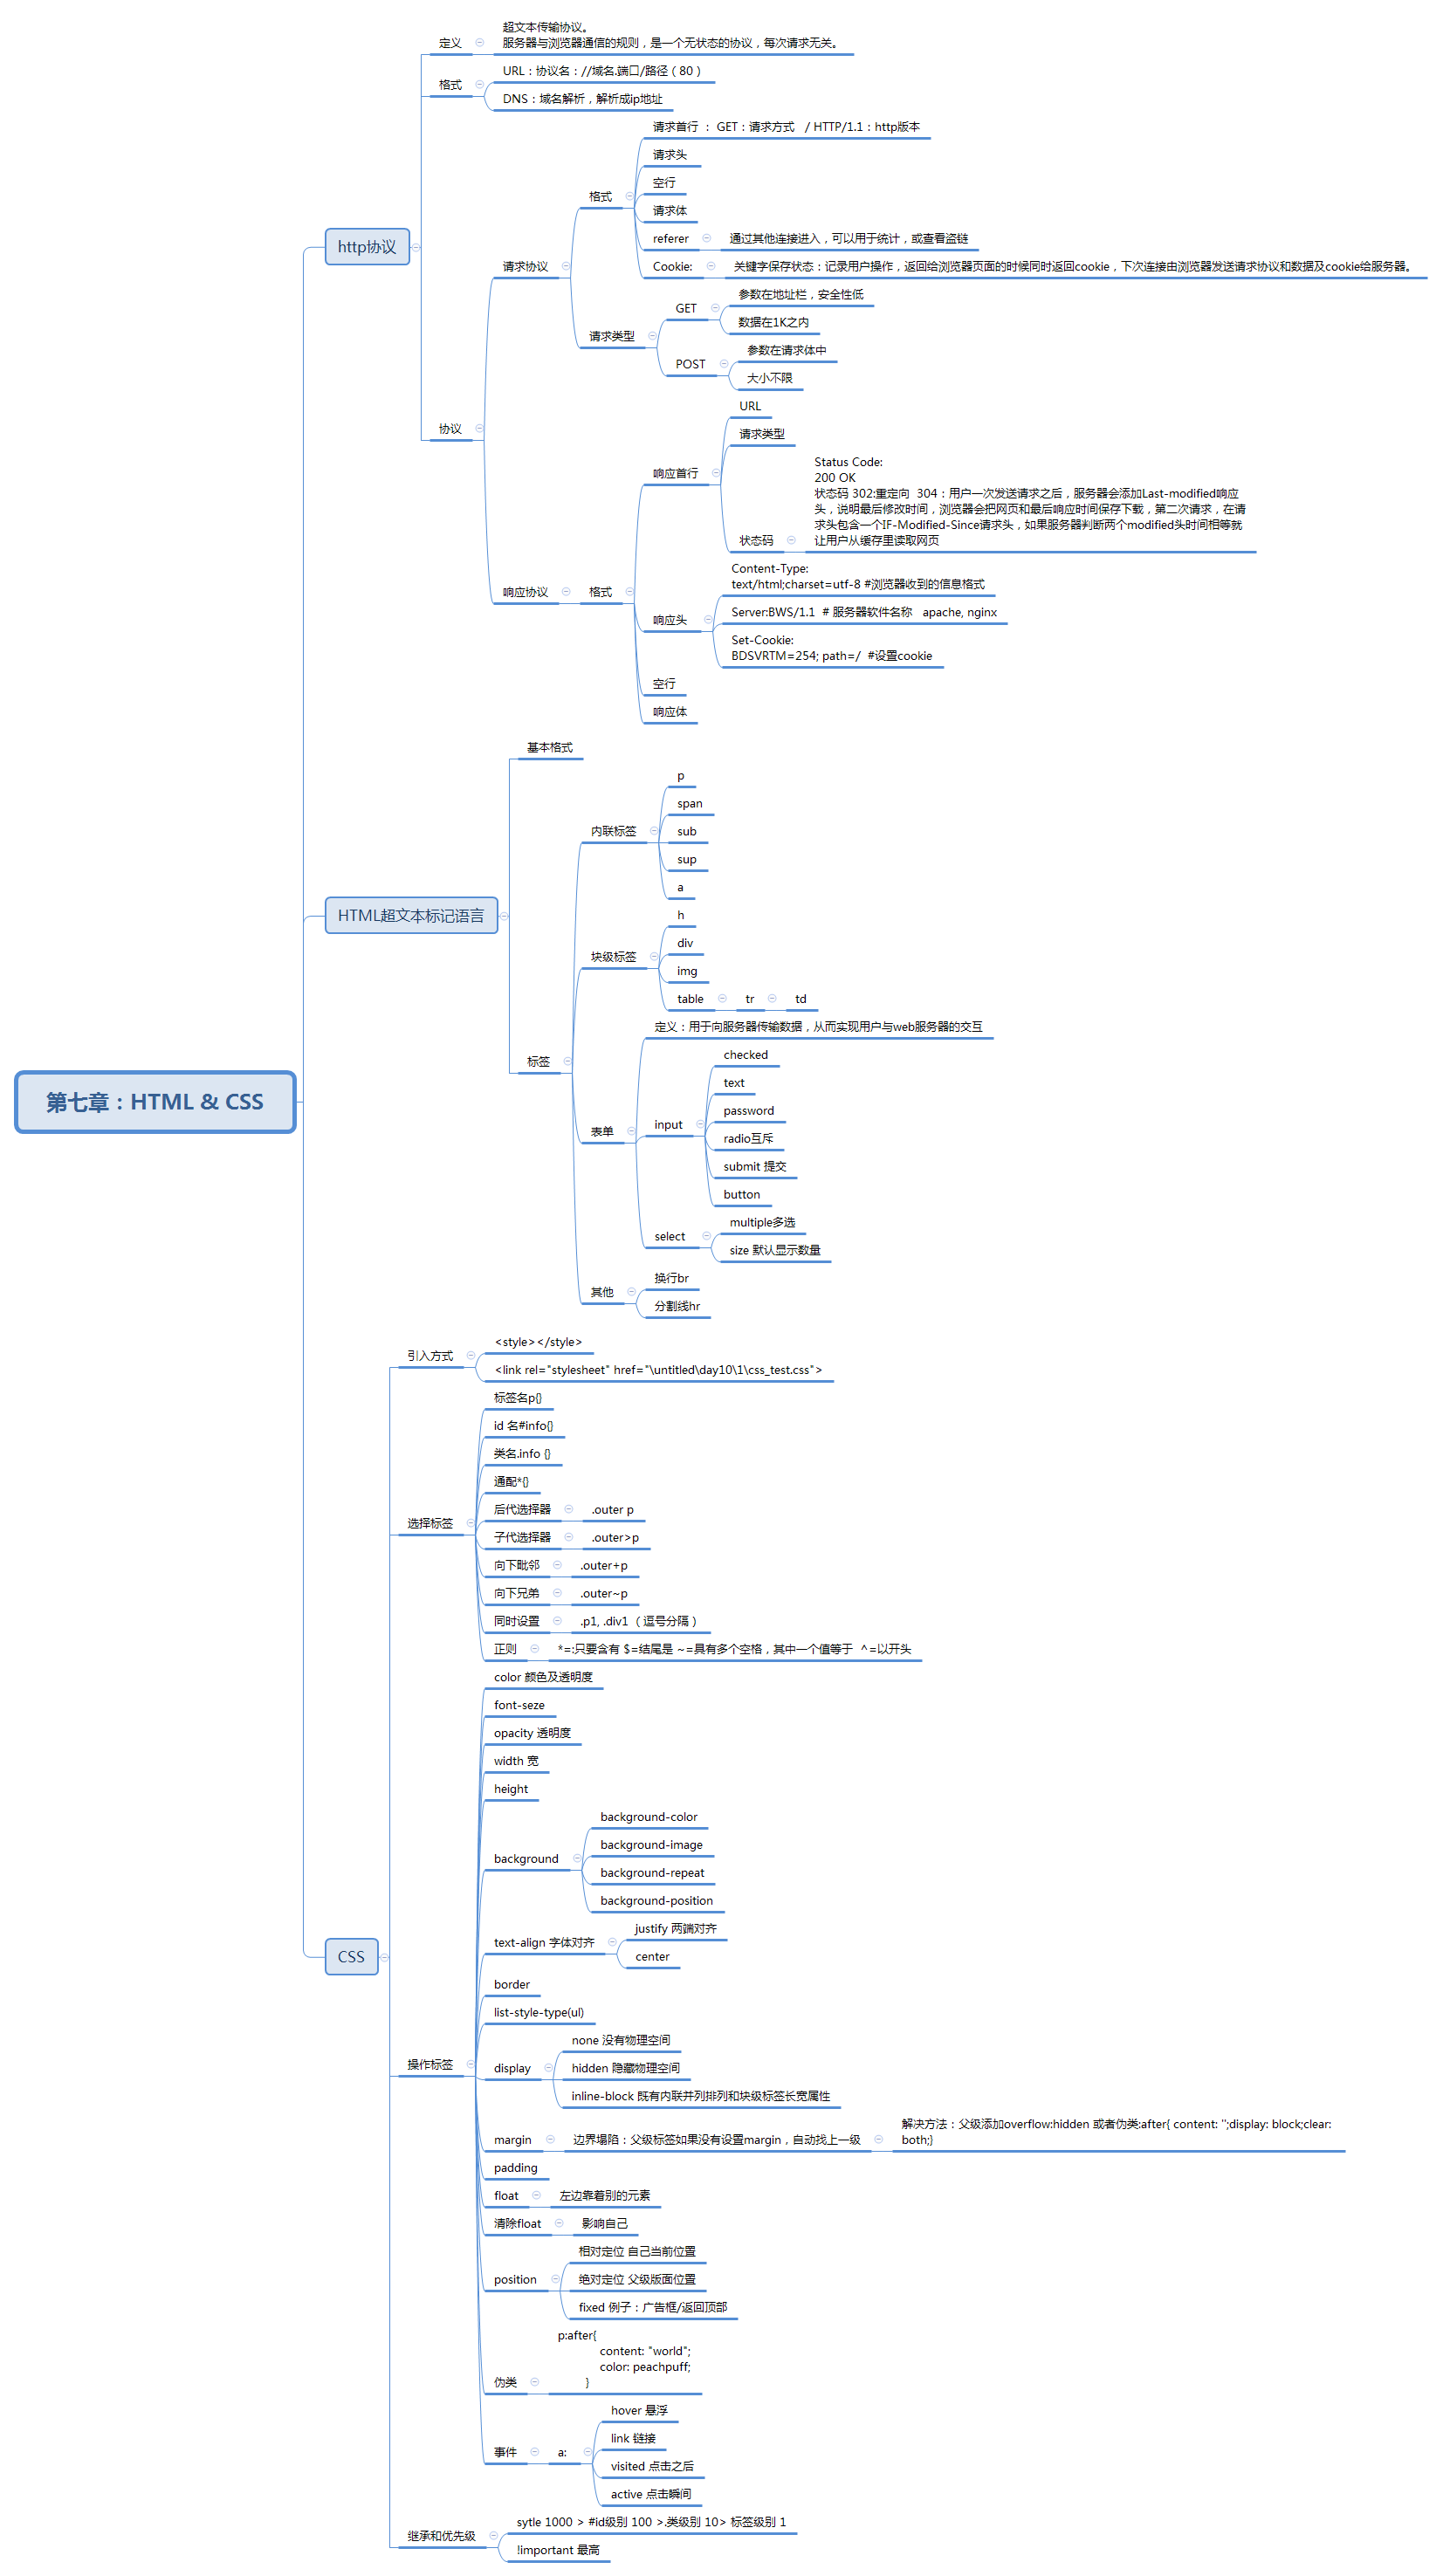 第七章：HTML & CSS
http协议
定义
超文本传输协议。
服务器与浏览器通信的规则，是一个无状态的协议，每次请求无关。
格式
URL：协议名：//域名.端口/路径（80）
DNS：域名解析，解析成ip地址
协议
请求协议
格式
请求首行 ： GET：请求方式   / HTTP/1.1：http版本
请求头
空行
请求体
referer
通过其他连接进入，可以用于统计，或查看盗链
Cookie:
关键字保存状态：记录用户操作，返回给浏览器页面的时候同时返回cookie，下次连接由浏览器发送请求协议和数据及cookie给服务器。
请求类型
GET
参数在地址栏，安全性低
数据在1K之内
POST
参数在请求体中
大小不限
响应协议
格式
响应首行
URL
请求类型
状态码
Status Code:
200 OK
状态码 302:重定向  304：用户一次发送请求之后，服务器会添加Last-modified响应
头，说明最后修改时间，浏览器会把网页和最后响应时间保存下载，第二次请求，在请
求头包含一个IF-Modified-Since请求头，如果服务器判断两个modified头时间相等就
让用户从缓存里读取网页
响应头
Content-Type:
text/html;charset=utf-8 #浏览器收到的信息格式
Server:BWS/1.1  # 服务器软件名称   apache, nginx
Set-Cookie:
BDSVRTM=254; path=/  #设置cookie
空行
响应体
HTML超文本标记语言
基本格式
标签
内联标签
p
span
sub
sup
a
块级标签
h
div
img
table
tr
td
表单
定义：用于向服务器传输数据，从而实现用户与web服务器的交互
input
checked
text
password
radio互斥
submit 提交
button
select
multiple多选
size 默认显示数量
其他
换行br
分割线hr
CSS
引入方式
<style></style>
<link rel="stylesheet" href="\untitled\day10\1\css_test.css">
选择标签
标签名p{}
id 名#info{}
类名.info {}
通配*{}
后代选择器
.outer p
子代选择器
.outer>p
向下毗邻
.outer+p
向下兄弟
.outer~p
同时设置
.p1, .div1（逗号分隔）
正则
*=:只要含有 $=结尾是 ~=具有多个空格，其中一个值等于  ^=以开头
操作标签
color 颜色及透明度
font-seze
opacity 透明度
width 宽
height
background
background-color
background-image
background-repeat
background-position
text-align 字体对齐
justify 两端对齐
center
border
list-style-type(ul)
display
none 没有物理空间
hidden 隐藏物理空间
inline-block 既有内联并列排列和块级标签长宽属性
margin
边界塌陷：父级标签如果没有设置margin，自动找上一级
解决方法：父级添加overflow:hidden 或者伪类:after{ content: '';display: block;clear:
both;}
padding
float
左边靠着别的元素
清除float
影响自己
position
相对定位 自己当前位置
绝对定位 父级版面位置
fixed 例子：广告框/返回顶部
伪类
p:after{
content: "world";
color: peachpuff;
}
事件
a:
hover 悬浮
link 链接
visited 点击之后
active 点击瞬间
继承和优先级
sytle 1000 > #id级别 100 >.类级别 10> 标签级别 1
!important 最高